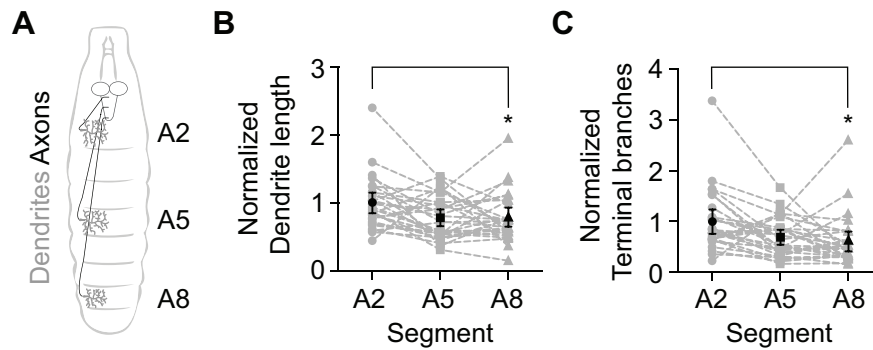 A
Dendrites Axons
A2
A5
A8
B
Normalized
Dendrite length
3
2
1
0
*
A2 A5 A8
Segment
C
Normalized
Terminal branches
4
3
2
1
0
*
A2 A5 A8
Segment